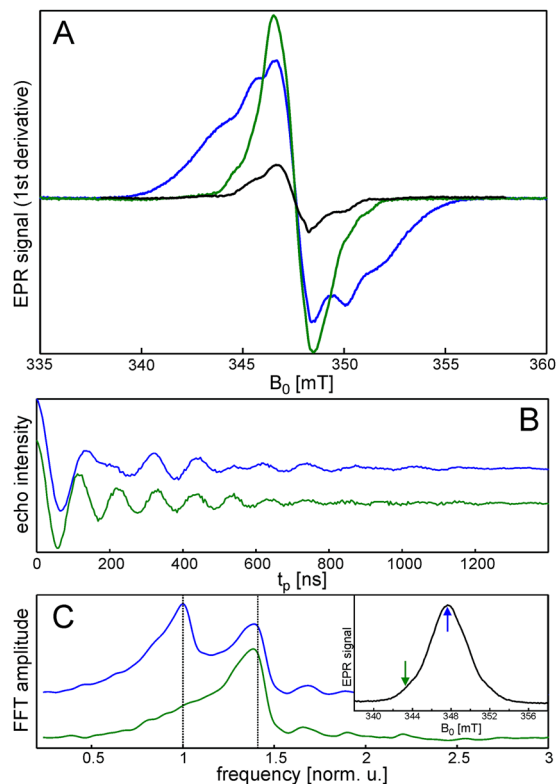 A
EPR signal (1st derivative)
335 340 345 350 355 360
B0 [mT]
B
echo intensity
0 200 400 600 800 1000 1200
tp [ns]
C
FFT amplitude
EPR signal
340 344 348 352 356
B0 [mT]
0.5 1 1.5 2 2.5 3
frequency [norm. u.]